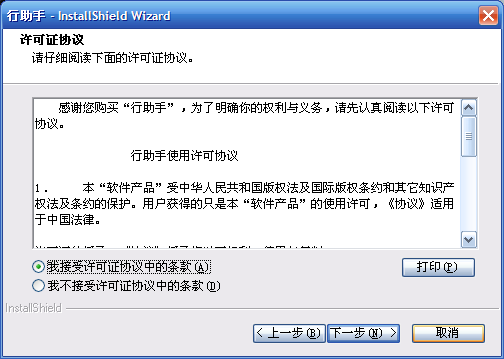 行助手 - InstallShield Wizard
许可证协议
请仔细阅读下面的许可证协议。
感谢您购买“行助手”，为了明确你的权利与义务，请先认真阅读以下许可
协议。
行助手使用许可协议
1． 本“软件产品”受中华人民共和国版权法及国际版权条约和其它知识产
权法及条约的保护。用户获得的只是本“软件产品”的使用许可，《协议》适用
于中国法律。
我接受许可证协议中的条款(A)
打印(P)
我不接受许可证协议中的条款(D)
InstallShield
< 上一步(B)
下一步(N) >
取消